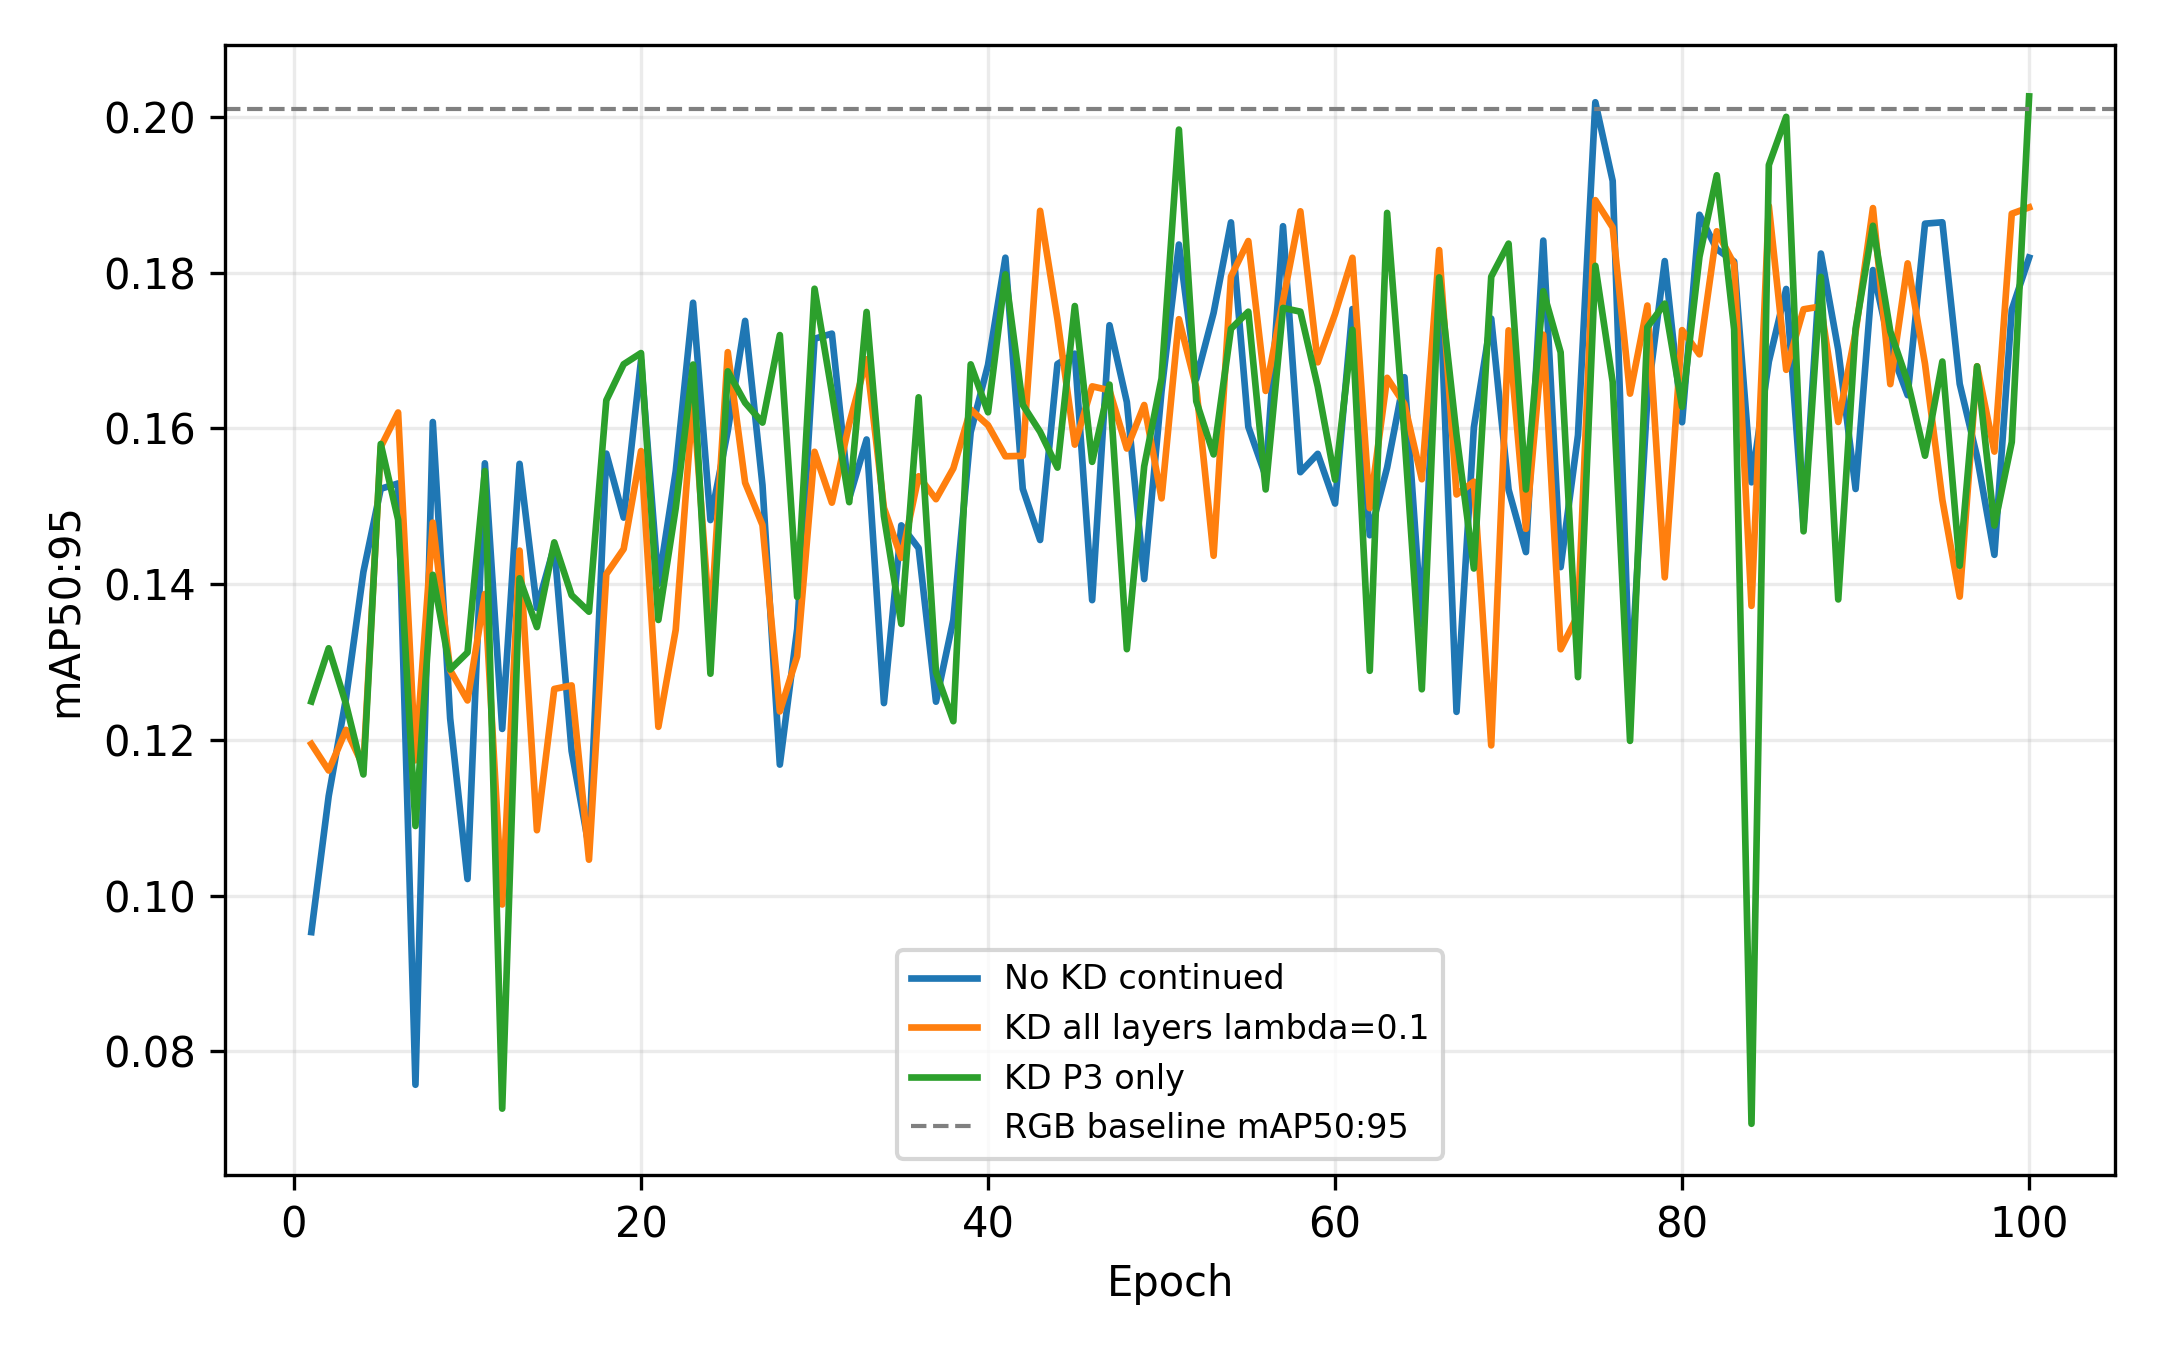 0.20
0.18
0.16
0.14
0.12
0.10
0.08
mAP50:95
No KD continued
KD all layers lambda=0.1
KD P3 only
RGB baseline mAP50:95
0 20 40 60 80 100
Epoch